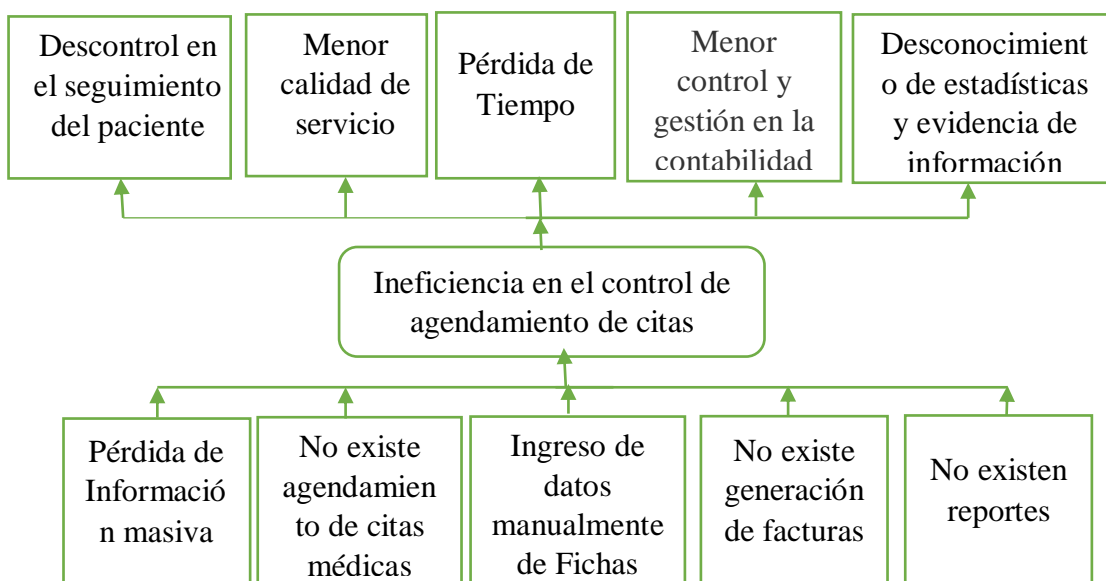 Descontrol en
el seguimiento
del paciente
Menor
calidad de
servicio
Pérdida de
Tiempo
Menor
control y
gestión en la
contabilidad
Desconocimient
o de estadísticas
y evidencia de
información
Ineficiencia en el control de
agendamiento de citas
Pérdida de
Informació
n masiva
No existe
agendamien
to de citas
médicas
Ingreso de
datos
manualmente
de Fichas
No existe
generación
de facturas
No existen
reportes